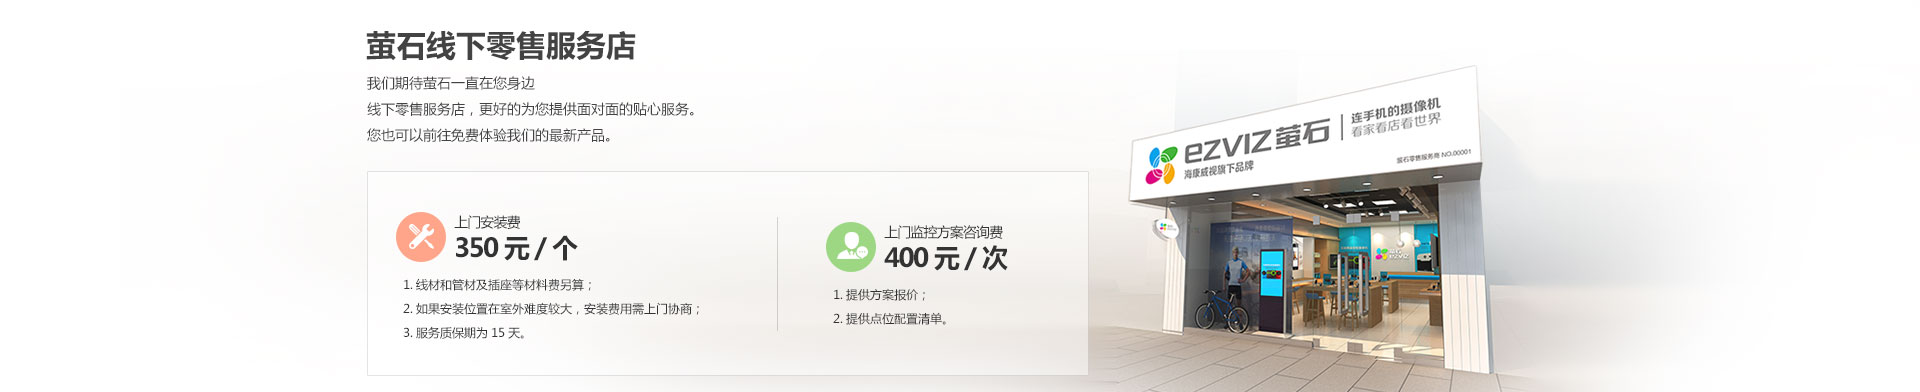 萤石线下零售服务店
我们期待萤石一直在您身边
线下零售服务店，更好的为您提供面对面的贴心服务。
您也可以前往免费体验我们的最新产品。
上门安装费
350 元 / 个
1. 线材和管材及插座等材料费另算；
2. 如果安装位置在室外难度较大，安装费用需上门协商；
3. 服务质保期为 15 天。
上门监控方案咨询费
400 元 / 次
1. 提供方案报价；
2. 提供点位配置清单。
ezviz 萤石
海康威视旗下品牌
连手机的摄像机
看家看店看世界
萤石零售服务商 NO.00001
萤石
ezviz